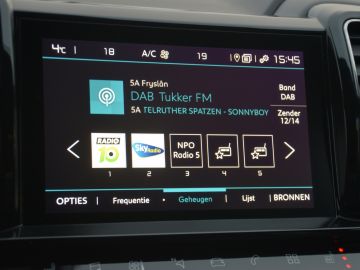 4°C 18 A/C 19 15:45
5A Fryslân
DAB Tukker FM
5A TELRUTHER SPATZEN - SONNYBOY
Band
DAB
Zender
12/14
RADIO
10
Sky Radio
NPO
Radio 5
1 2 3 4 5
OPTIES Frequentie Geheugen Lijst BRONNEN